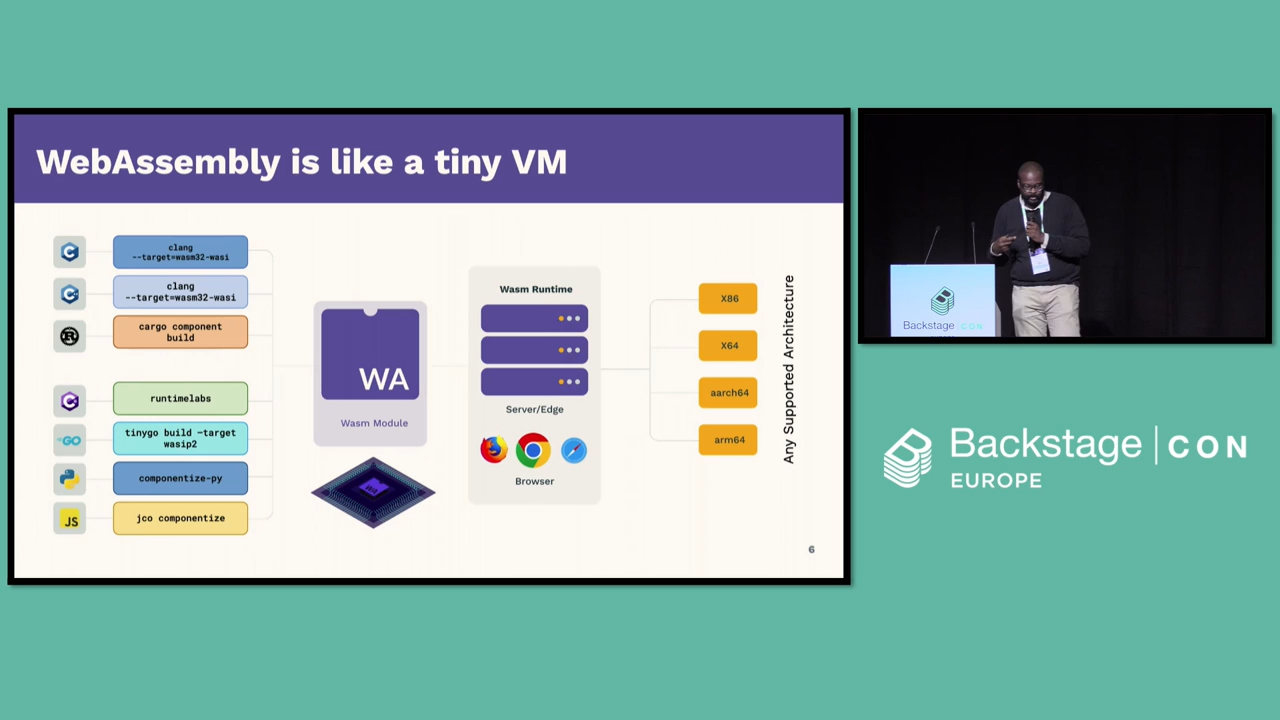 WebAssembly is like a tiny VM
clang
--target=wasm32-wasi
clang
--target=wasm32-wasi
cargo component
build
runtimelabs
tinygo build —target
wasip2
componentize-py
jco componentize
C
C
R
C
GO
JS
WA
Wasm Module
Wasm Runtime
Server/Edge
Browser
X86
X64
aarch64
arm64
Any Supported Architecture
6
Backstage CON
Backstage | CON
EUROPE